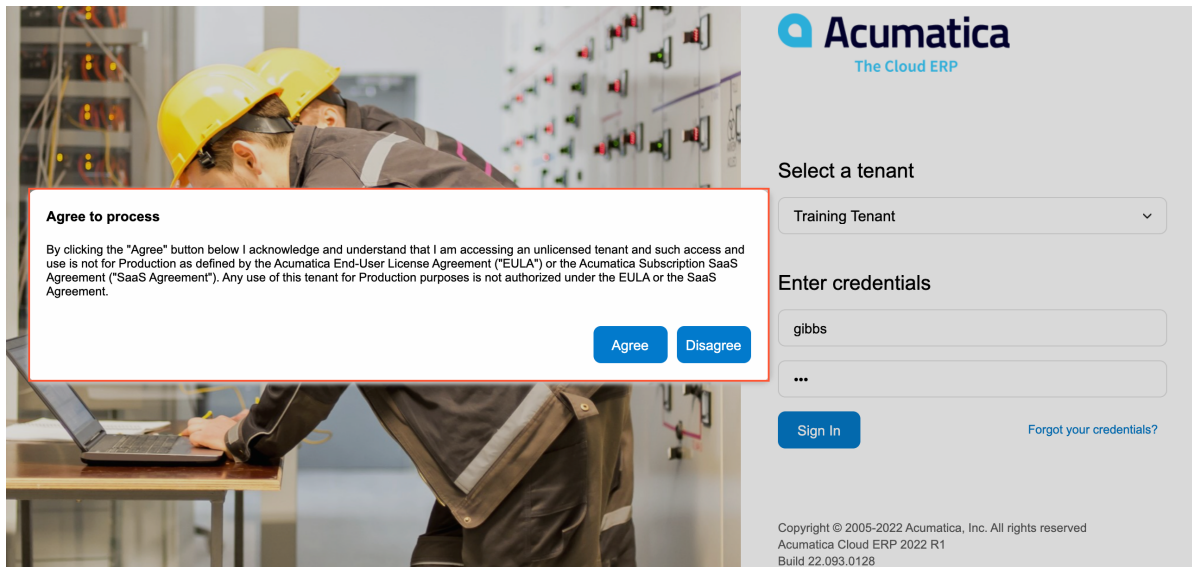 Acumatica
The Cloud ERP
Select a tenant
Training Tenant
Agree to process
By clicking the "Agree" button below I acknowledge and understand that I am accessing an unlicensed tenant and such access and
use is not for Production as defined by the Acumatica End-User License Agreement ("EULA") or the Acumatica Subscription SaaS
Agreement ("SaaS Agreement"). Any use of this tenant for Production purposes is not authorized under the EULA or the SaaS
Agreement.
Agree Disagree
Enter credentials
gibbs
•••
Sign In Forgot your credentials?
Copyright © 2005-2022 Acumatica, Inc. All rights reserved
Acumatica Cloud ERP 2022 R1
Build 22.093.0128